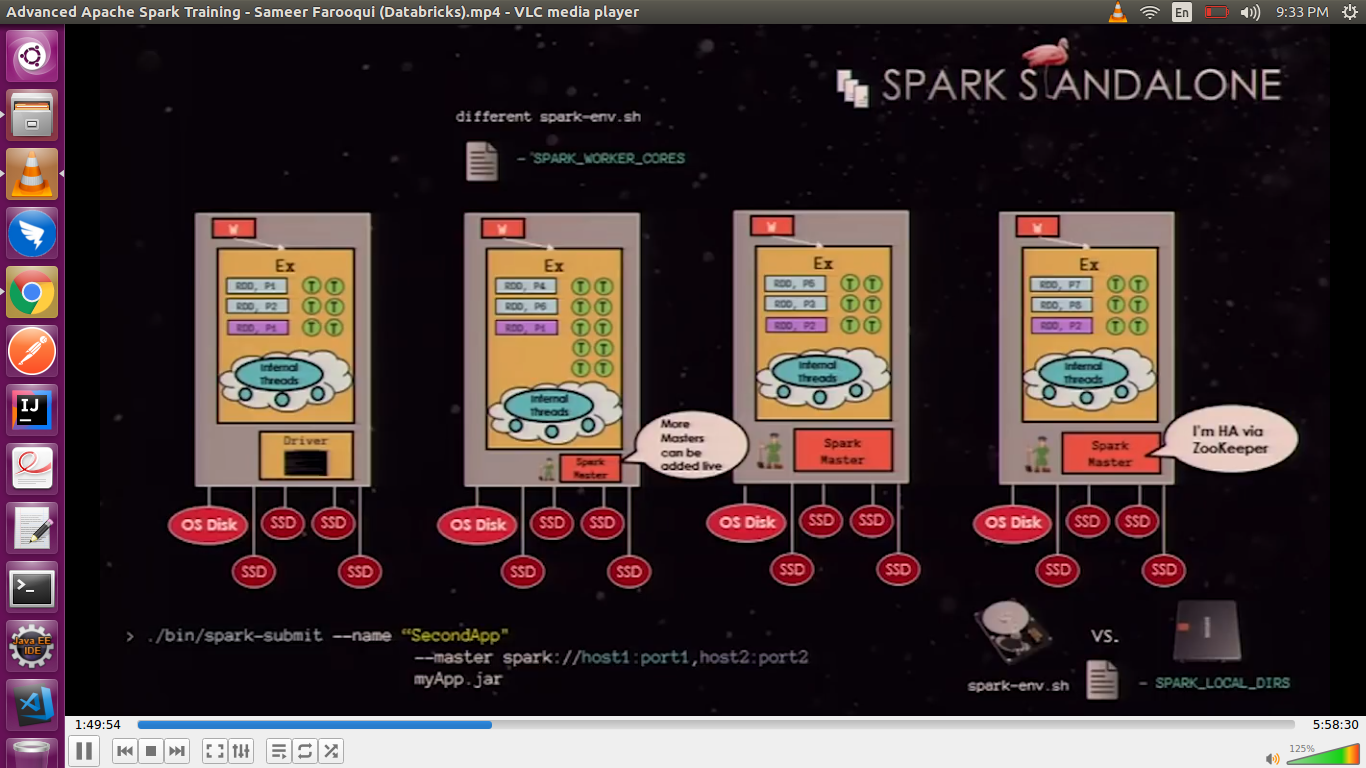 Advanced Apache Spark Training - Sameer Farooqui (Databricks).mp4 - VLC media player
En
9:33 PM
SPARK STANDALONE
different spark-env.sh
- SPARK_WORKER_CORES
W
Ex
RDD, P1
T T
RDD, P2
T T
RDD, P1
T T
Internal
Threads
Driver
OS Disk
SSD
SSD
SSD
SSD
W
Ex
RDD, P4
T T
RDD, P6
T T
RDD, P1
T T
T T
T T
Internal
Threads
Spark
Master
More
Masters
can be
added live
OS Disk
SSD
SSD
SSD
SSD
W
Ex
RDD, P5
T T
RDD, P3
T T
RDD, P2
T T
Internal
Threads
Spark
Master
OS Disk
SSD
SSD
SSD
SSD
W
Ex
RDD, P7
T T
RDD, P8
T T
RDD, P2
T T
Internal
Threads
Spark
Master
I'm HA via
ZooKeeper
OS Disk
SSD
SSD
SSD
SSD
> ./bin/spark-submit --name “SecondApp"
--master spark://host1:port1,host2:port2
myApp.jar
vs.
spark-env.sh
- SPARK_LOCAL_DIRS
IJ
>_
Java EE
IDE
1:49:54
5:58:30
125%